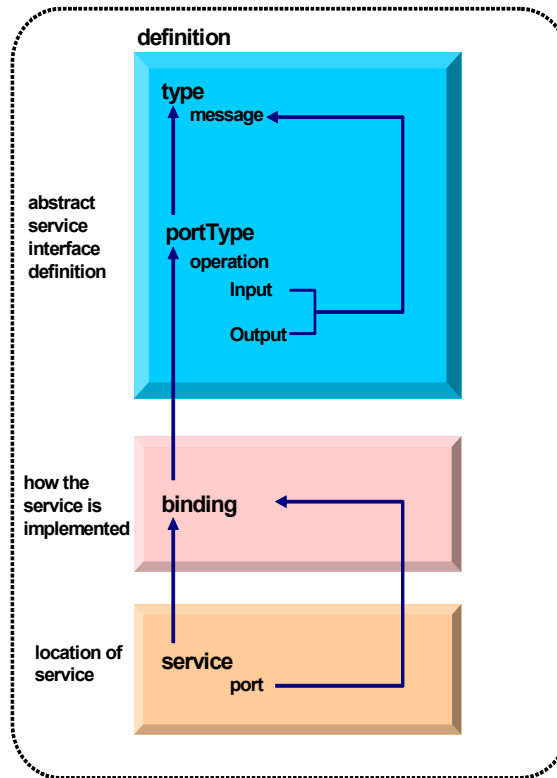 definition
type
message
abstract
service
interface
definition
portType
operation
Input
Output
how the
service is
implemented
binding
location of
service
service
port